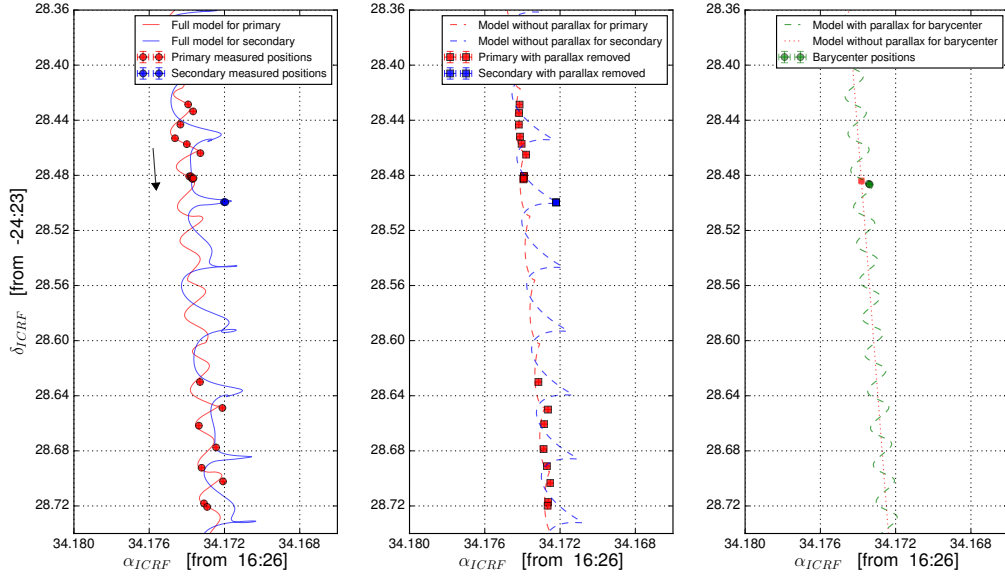 Full model for primary
Full model for secondary
Primary measured positions
Secondary measured positions
28.36
28.40
28.44
28.48
28.52
28.56
28.60
28.64
28.68
28.72
34.180
34.176
34.172
34.168
α_ICRF [from 16:26]
δ_ICRF [from -24:23]
Model without parallax for primary
Model without parallax for secondary
Primary with parallax removed
Secondary with parallax removed
28.36
28.40
28.44
28.48
28.52
28.56
28.60
28.64
28.68
28.72
34.180
34.176
34.172
34.168
α_ICRF [from 16:26]
Model with parallax for barycenter
Model without parallax for barycenter
Barycenter positions
28.36
28.40
28.44
28.48
28.52
28.56
28.60
28.64
28.68
28.72
34.180
34.176
34.172
34.168
α_ICRF [from 16:26]